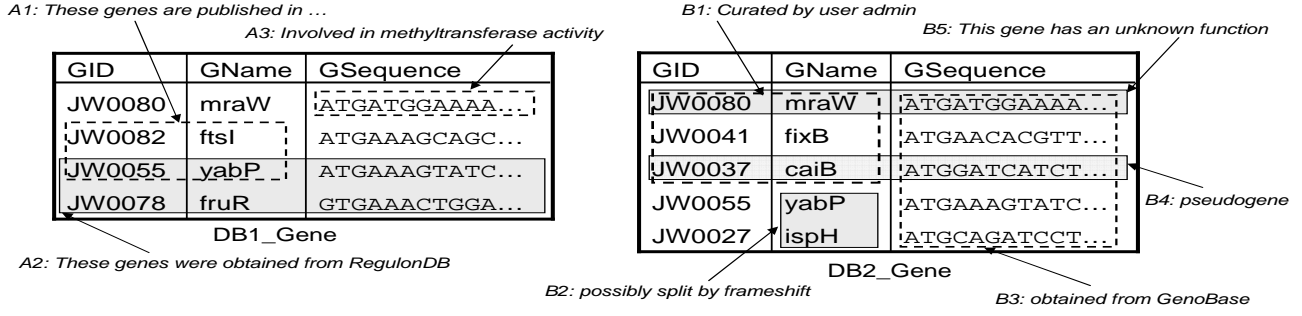 A1: These genes are published in …
B1: Curated by user admin
A3: Involved in methyltransferase activity
B5: This gene has an unknown function
GID GName GSequence
JW0080 mraW ATGATGGAAAA...
JW0082 ftsI ATGAAAGCAGC...
JW0055 yabP ATGAAAGTATC...
JW0078 fruR GTGAAACTGGA...
DB1_Gene
A2: These genes were obtained from RegulonDB
GID GName GSequence
JW0080 mraW ATGATGGAAAA...
JW0041 fixB ATGAACACGTT...
JW0037 caiB ATGGATCATCT...
JW0055 yabP ATGAAAGTATC...
JW0027 ispH ATGCAGATCCT...
B4: pseudogene
DB2_Gene
B2: possibly split by frameshift
B3: obtained from GenoBase